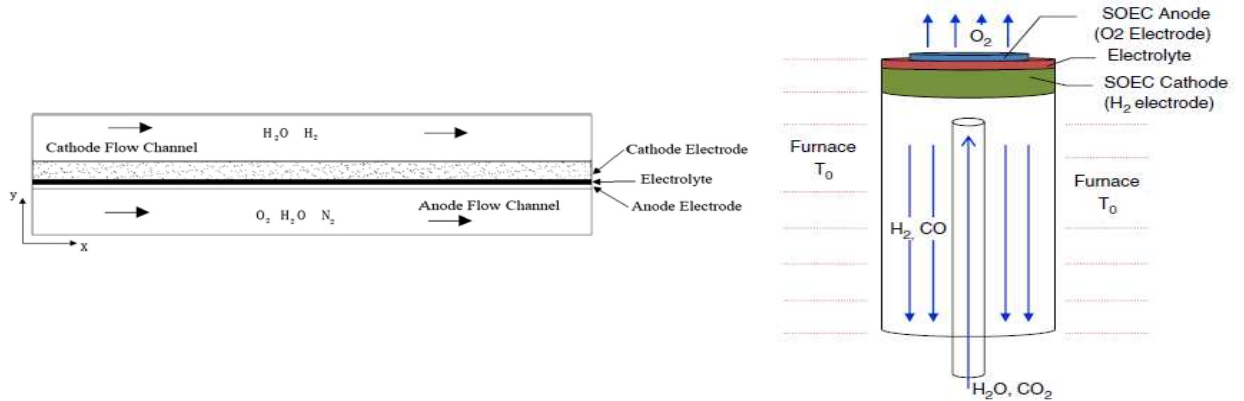 H₂O H₂
Cathode Flow Channel
Cathode Electrode
Electrolyte
Anode Electrode
y
O₂ H₂O N₂
Anode Flow Channel
x
SOEC Anode
(O2 Electrode)
O₂
Electrolyte
SOEC Cathode
(H₂ electrode)
Furnace
T₀
Furnace
T₀
H₂, CO
H₂O, CO₂